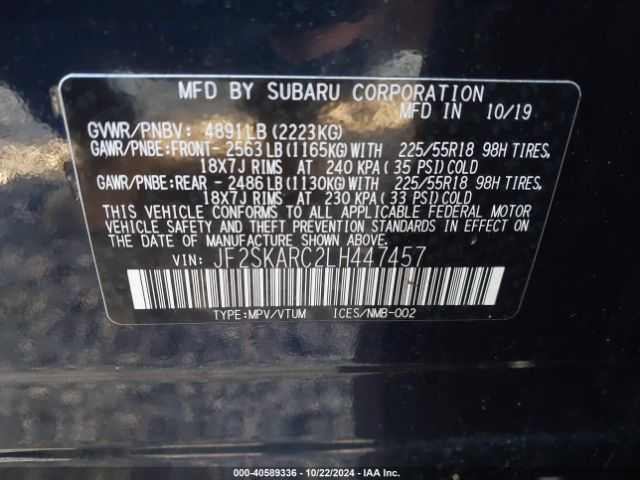 MFD BY SUBARU CORPORATION
MFD IN 10/19
GVWR/PNBV: 4891LB (2223KG)
GAWR/PNBE:FRONT- 2563LB (1165KG) WITH 225/55R18 98H TIRES,
18X7J RIMS AT 240 KPA ( 35 PSI) COLD
GAWR/PNBE:REAR - 2486LB (1130KG) WITH 225/55R18 98H TIRES,
18X7J RIMS AT 230 KPA ( 33 PSI) COLD
THIS VEHICLE CONFORMS TO ALL APPLICABLE FEDERAL MOTOR
VEHICLE SAFETY AND THEFT PREVENTION STANDARDS IN EFFECT ON
THE DATE OF MANUFACTURE SHOWN ABOVE.
VIN: JF2SKARC2LH447457
TYPE:MPV/VTUM ICES/NMB-002
000-40589336 - 10/22/2024 - IAA Inc.